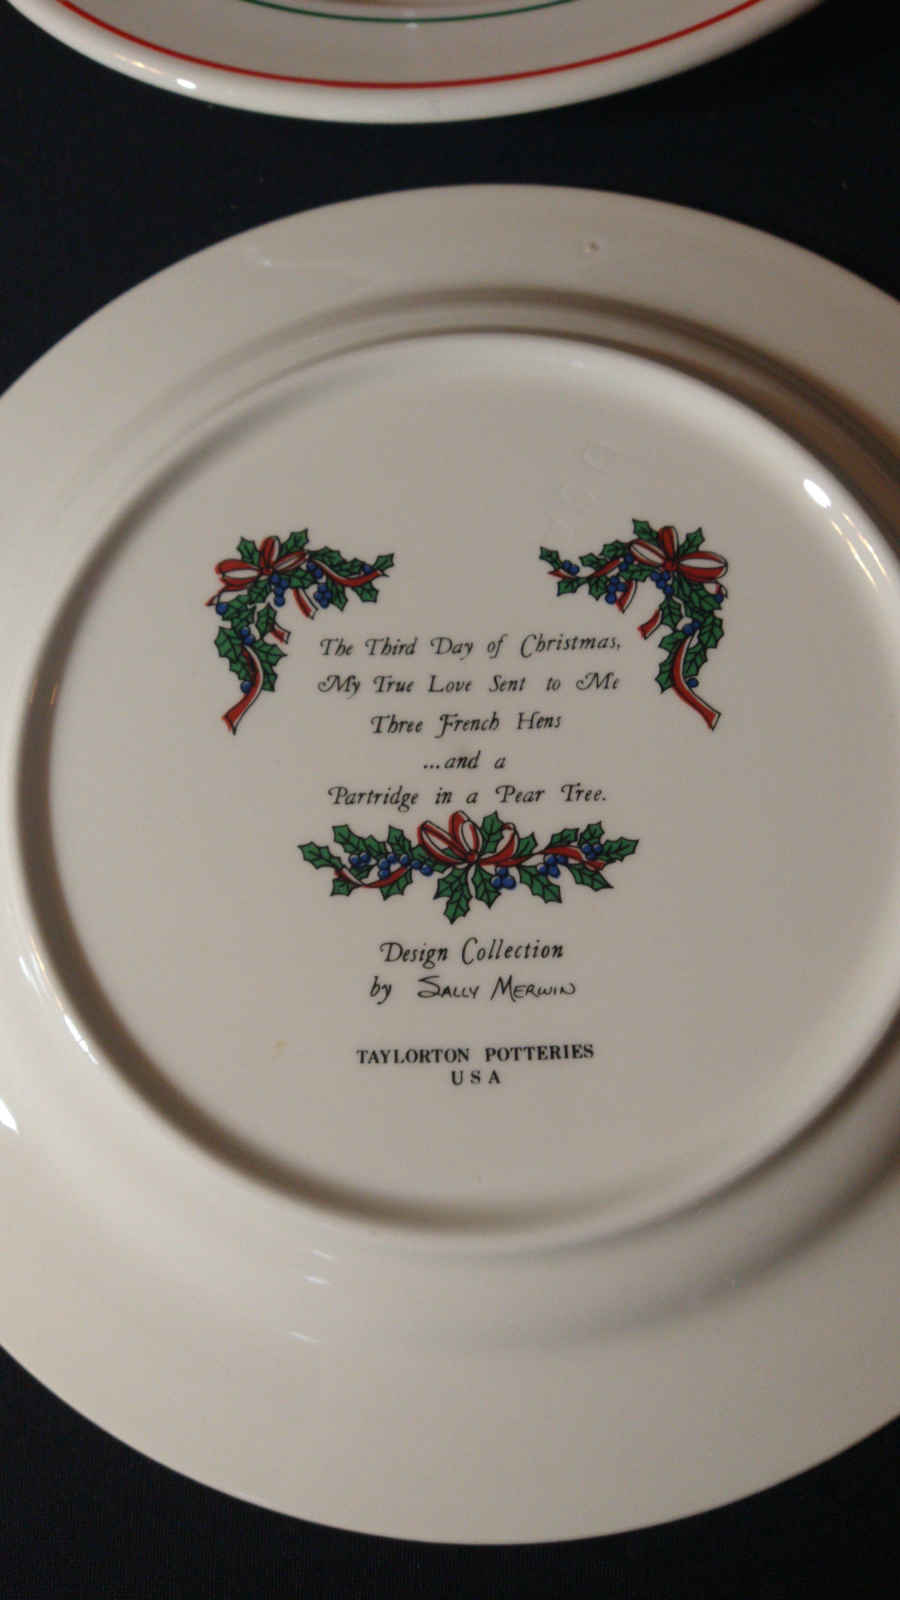 The Third Day of Christmas,
My True Love Sent to Me
Three French Hens
...and a
Partridge in a Pear Tree.
Design Collection
by SALLY MERWIN
TAYLORTON POTTERIES
USA